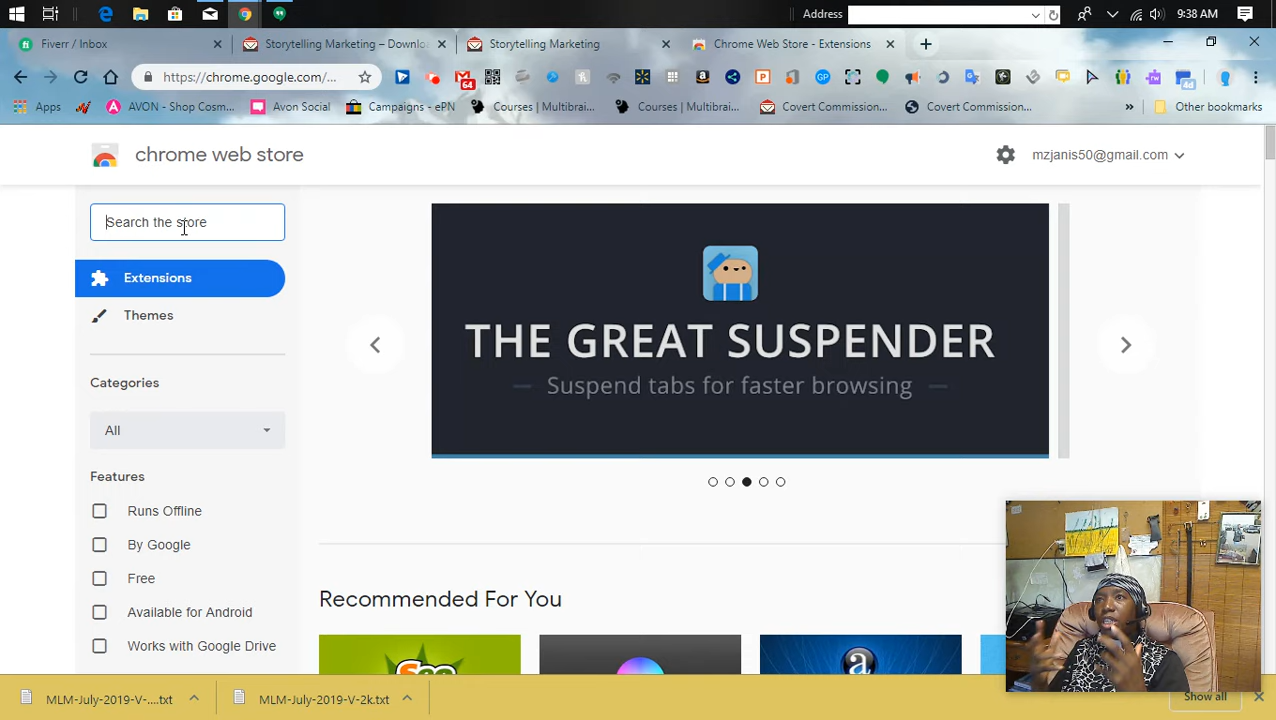 Address
9:38 AM
Fiverr / Inbox
Storytelling Marketing – Downlo
Storytelling Marketing
Chrome Web Store - Extensions
https://chrome.google.com/...
64
4d
Apps
AVON - Shop Cosm...
Avon Social
Campaigns - ePN
Courses | Multibrai...
Courses | Multibrai...
Covert Commission...
Covert Commission...
Other bookmarks
chrome web store
mzjanis50@gmail.com
Search the store
Extensions
Themes
Categories
All
Features
Runs Offline
By Google
Free
Available for Android
Works with Google Drive
THE GREAT SUSPENDER
Suspend tabs for faster browsing
Recommended For You
a
MLM-July-2019-V-....txt
MLM-July-2019-V-2k.txt
Show all